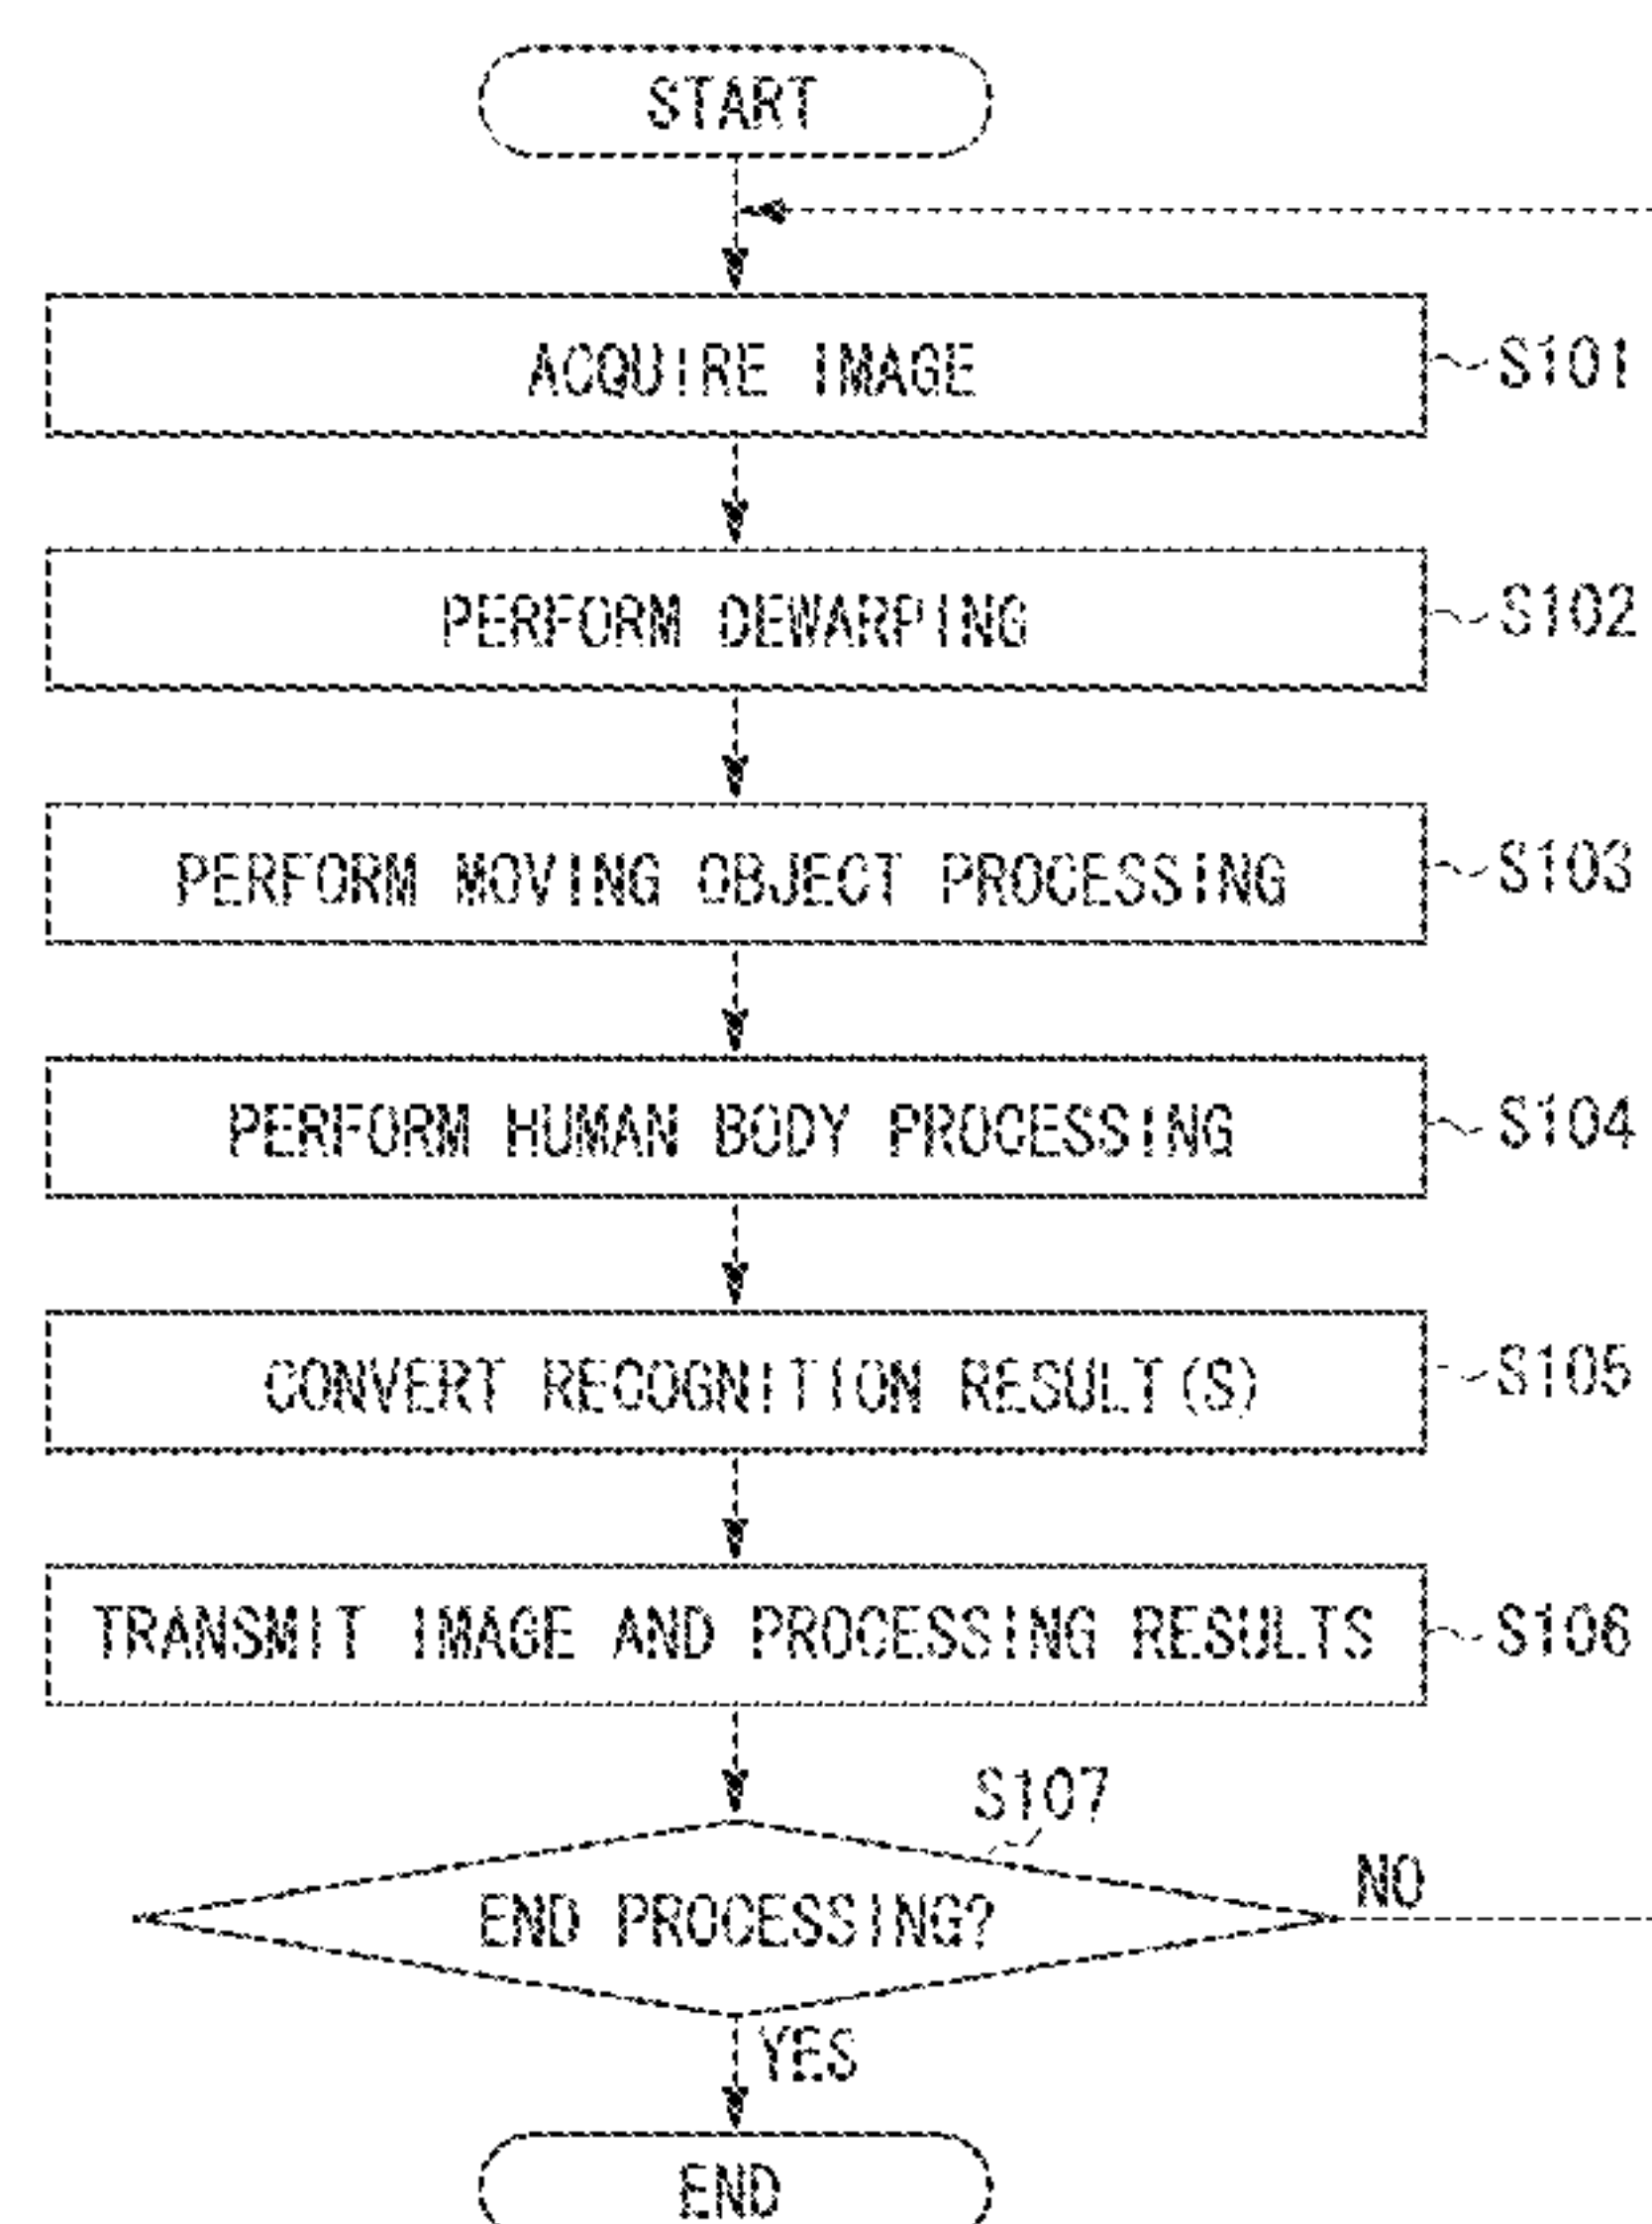 START
ACQUIRE IMAGE
S101
PERFORM DEWARPING
S102
PERFORM MOVING OBJECT PROCESSING
S103
PERFORM HUMAN BODY PROCESSING
S104
CONVERT RECOGNITION RESULT(S)
S105
TRANSMIT IMAGE AND PROCESSING RESULTS
S106
S107
END PROCESSING?
NO
YES
END